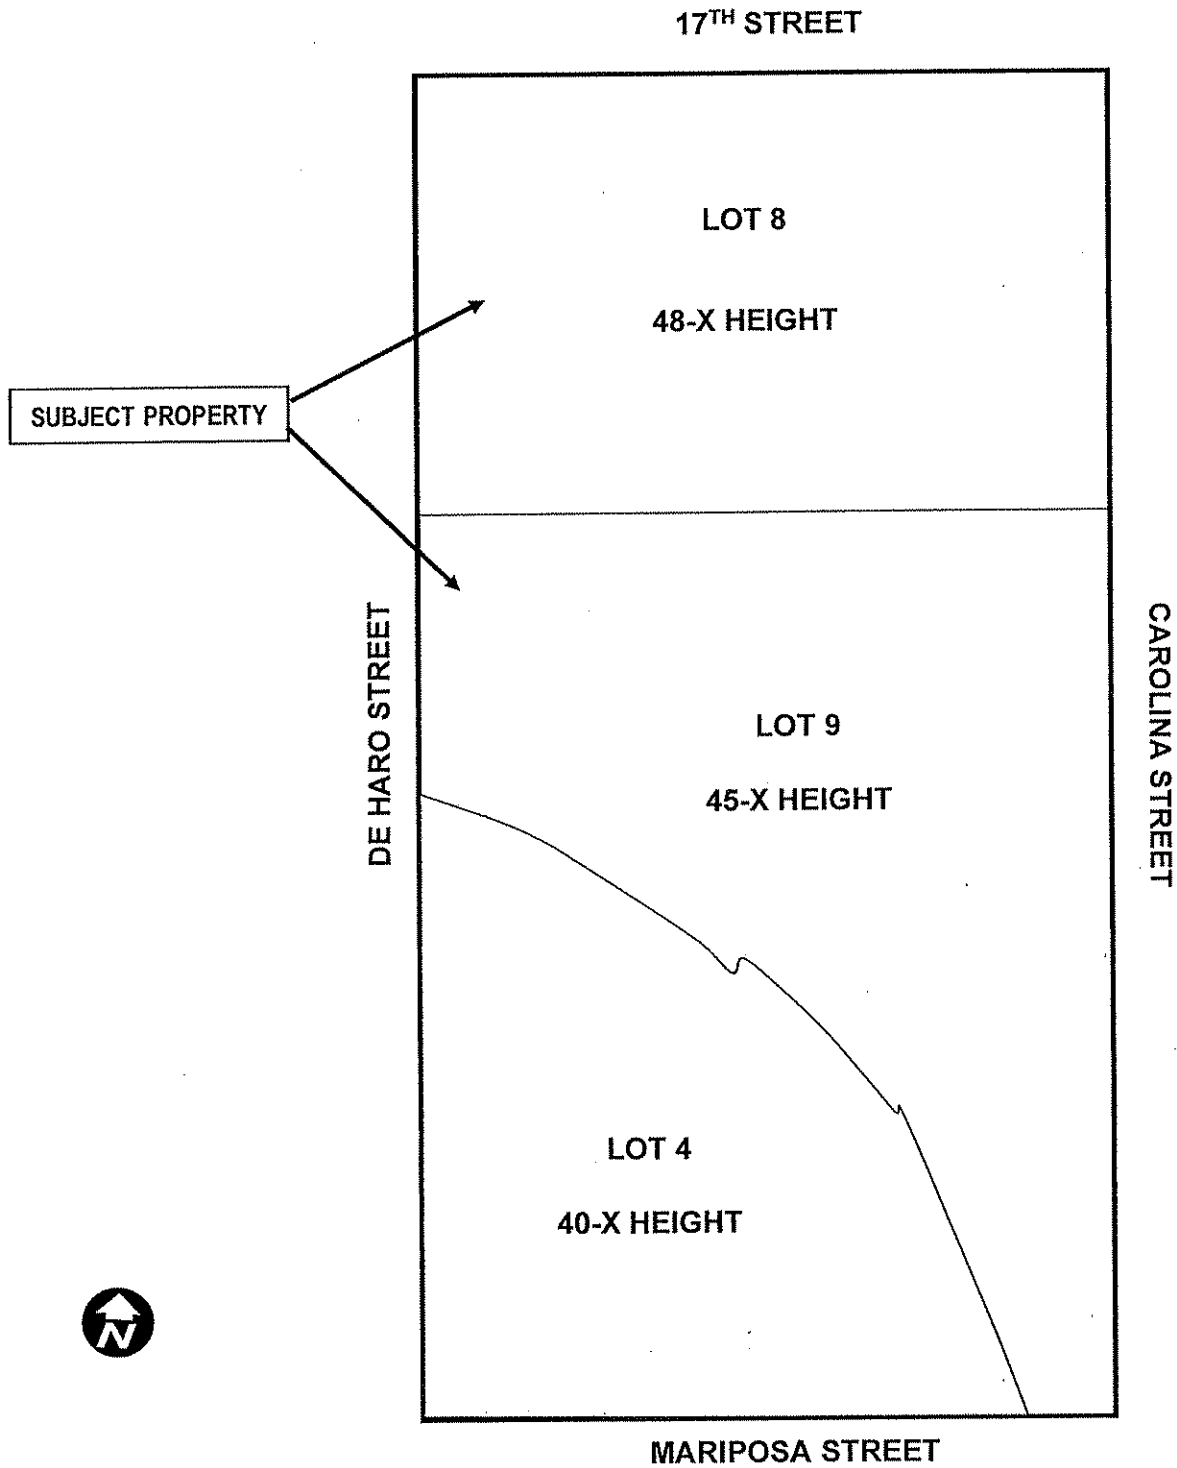 17TH STREET
LOT 8
48-X HEIGHT
SUBJECT PROPERTY
DE HARO STREET
CAROLINA STREET
LOT 9
45-X HEIGHT
LOT 4
40-X HEIGHT
N
MARIPOSA STREET